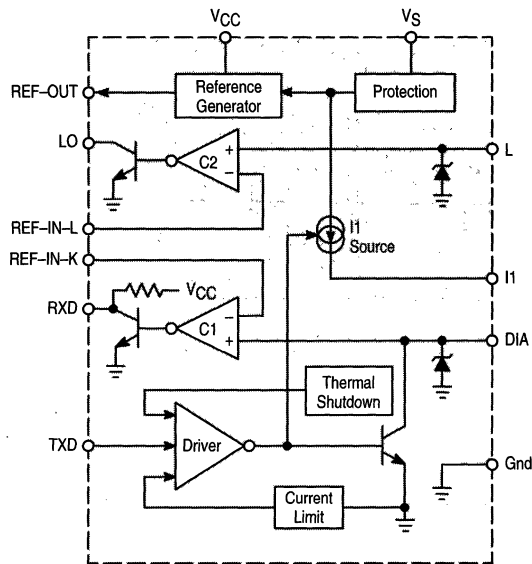 VCC
VS
REF–OUT
Reference
Generator
Protection
LO
C2
+
–
L
REF–IN–L
I1
Source
REF–IN–K
I1
RXD
VCC
C1
–
+
DIA
Thermal
Shutdown
TXD
Driver
Gnd
Current
Limit